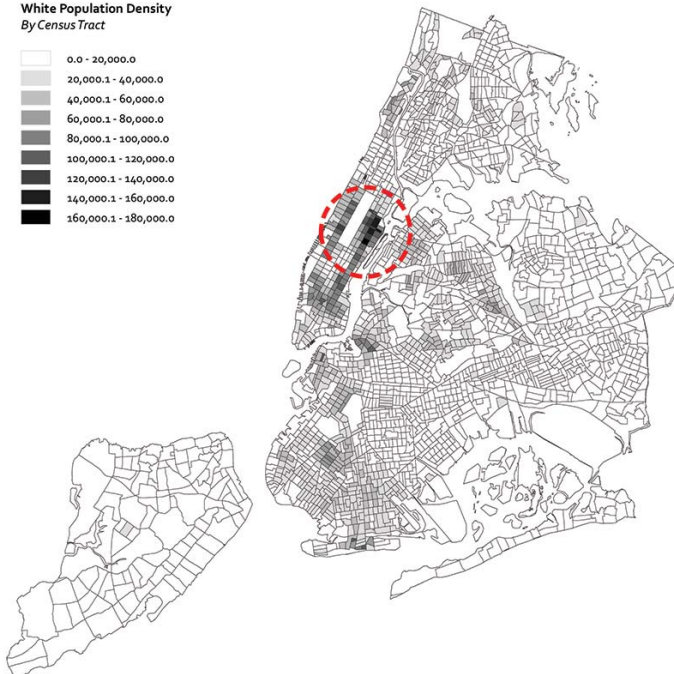 White Population Density
By Census Tract
0.0 - 20,000.0
20,000.1 - 40,000.0
40,000.1 - 60,000.0
60,000.1 - 80,000.0
80,000.1 - 100,000.0
100,000.1 - 120,000.0
120,000.1 - 140,000.0
140,000.1 - 160,000.0
160,000.1 - 180,000.0